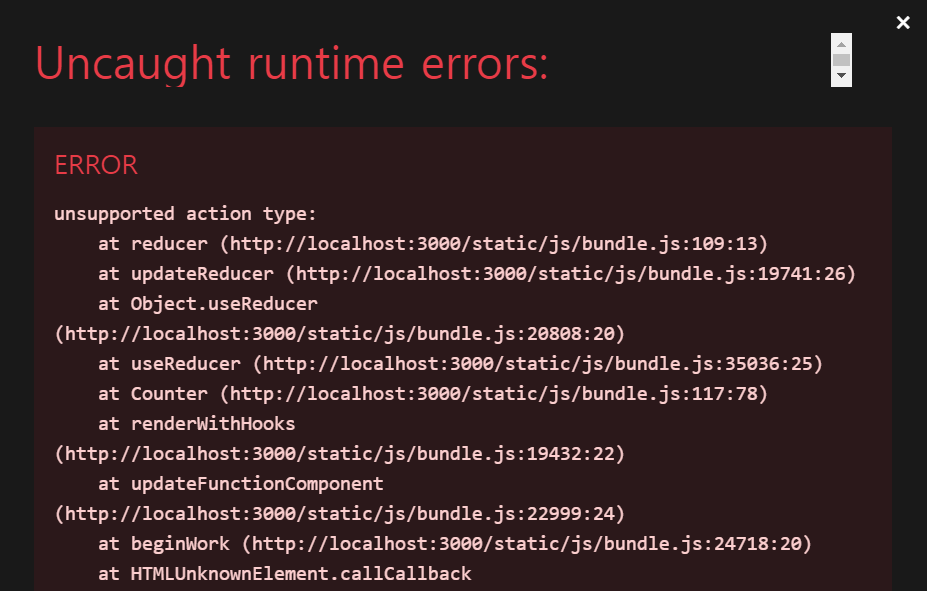 Uncaught runtime errors:
ERROR
unsupported action type:
    at reducer (http://localhost:3000/static/js/bundle.js:109:13)
    at updateReducer (http://localhost:3000/static/js/bundle.js:19741:26)
    at Object.useReducer
(http://localhost:3000/static/js/bundle.js:20808:20)
    at useReducer (http://localhost:3000/static/js/bundle.js:35036:25)
    at Counter (http://localhost:3000/static/js/bundle.js:117:78)
    at renderWithHooks
(http://localhost:3000/static/js/bundle.js:19432:22)
    at updateFunctionComponent
(http://localhost:3000/static/js/bundle.js:22999:24)
    at beginWork (http://localhost:3000/static/js/bundle.js:24718:20)
    at HTMLUnknownElement.callCallback